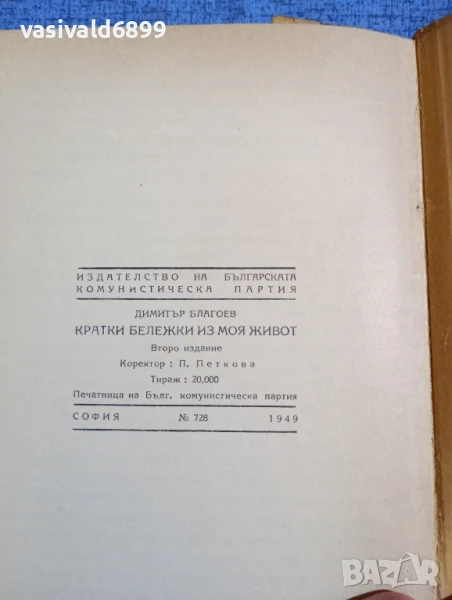 vasivald6899
ИЗДАТЕЛСТВО НА БЪЛГАРСКАТА
КОМУНИСТИЧЕСКА ПАРТИЯ
ДИМИТЪР БЛАГОЕВ
КРАТКИ БЕЛЕЖКИ ИЗ МОЯ ЖИВОТ
Второ издание
Коректор : П. Петкова
Тираж : 20,000
Печатница на Бълг. комунистическа партия
СОФИЯ № 728 1949
BAZAR